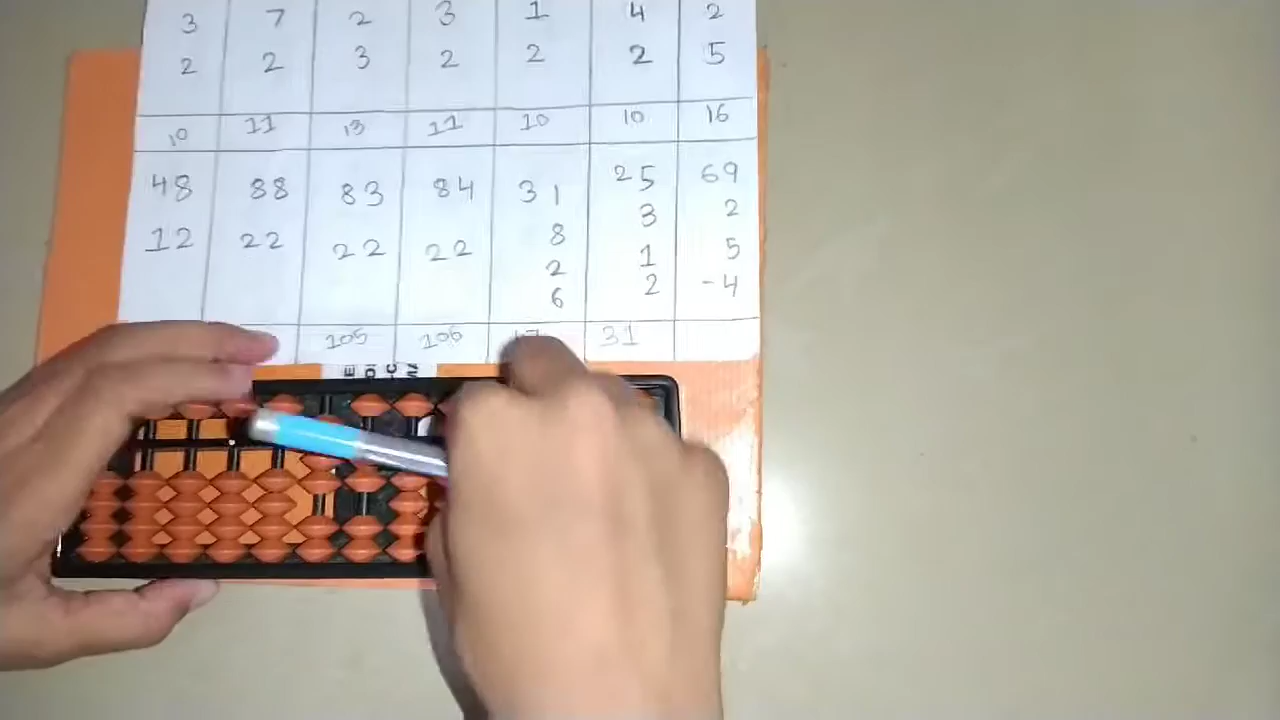 3 7 2 3 1 4 2
2 2 3 2 2 2 5
10 11 13 11 10 10 16
48 88 83 84 31 25 69
12 22 22 22 8 3 2
2 1 5
6 2 -4
105 106 31